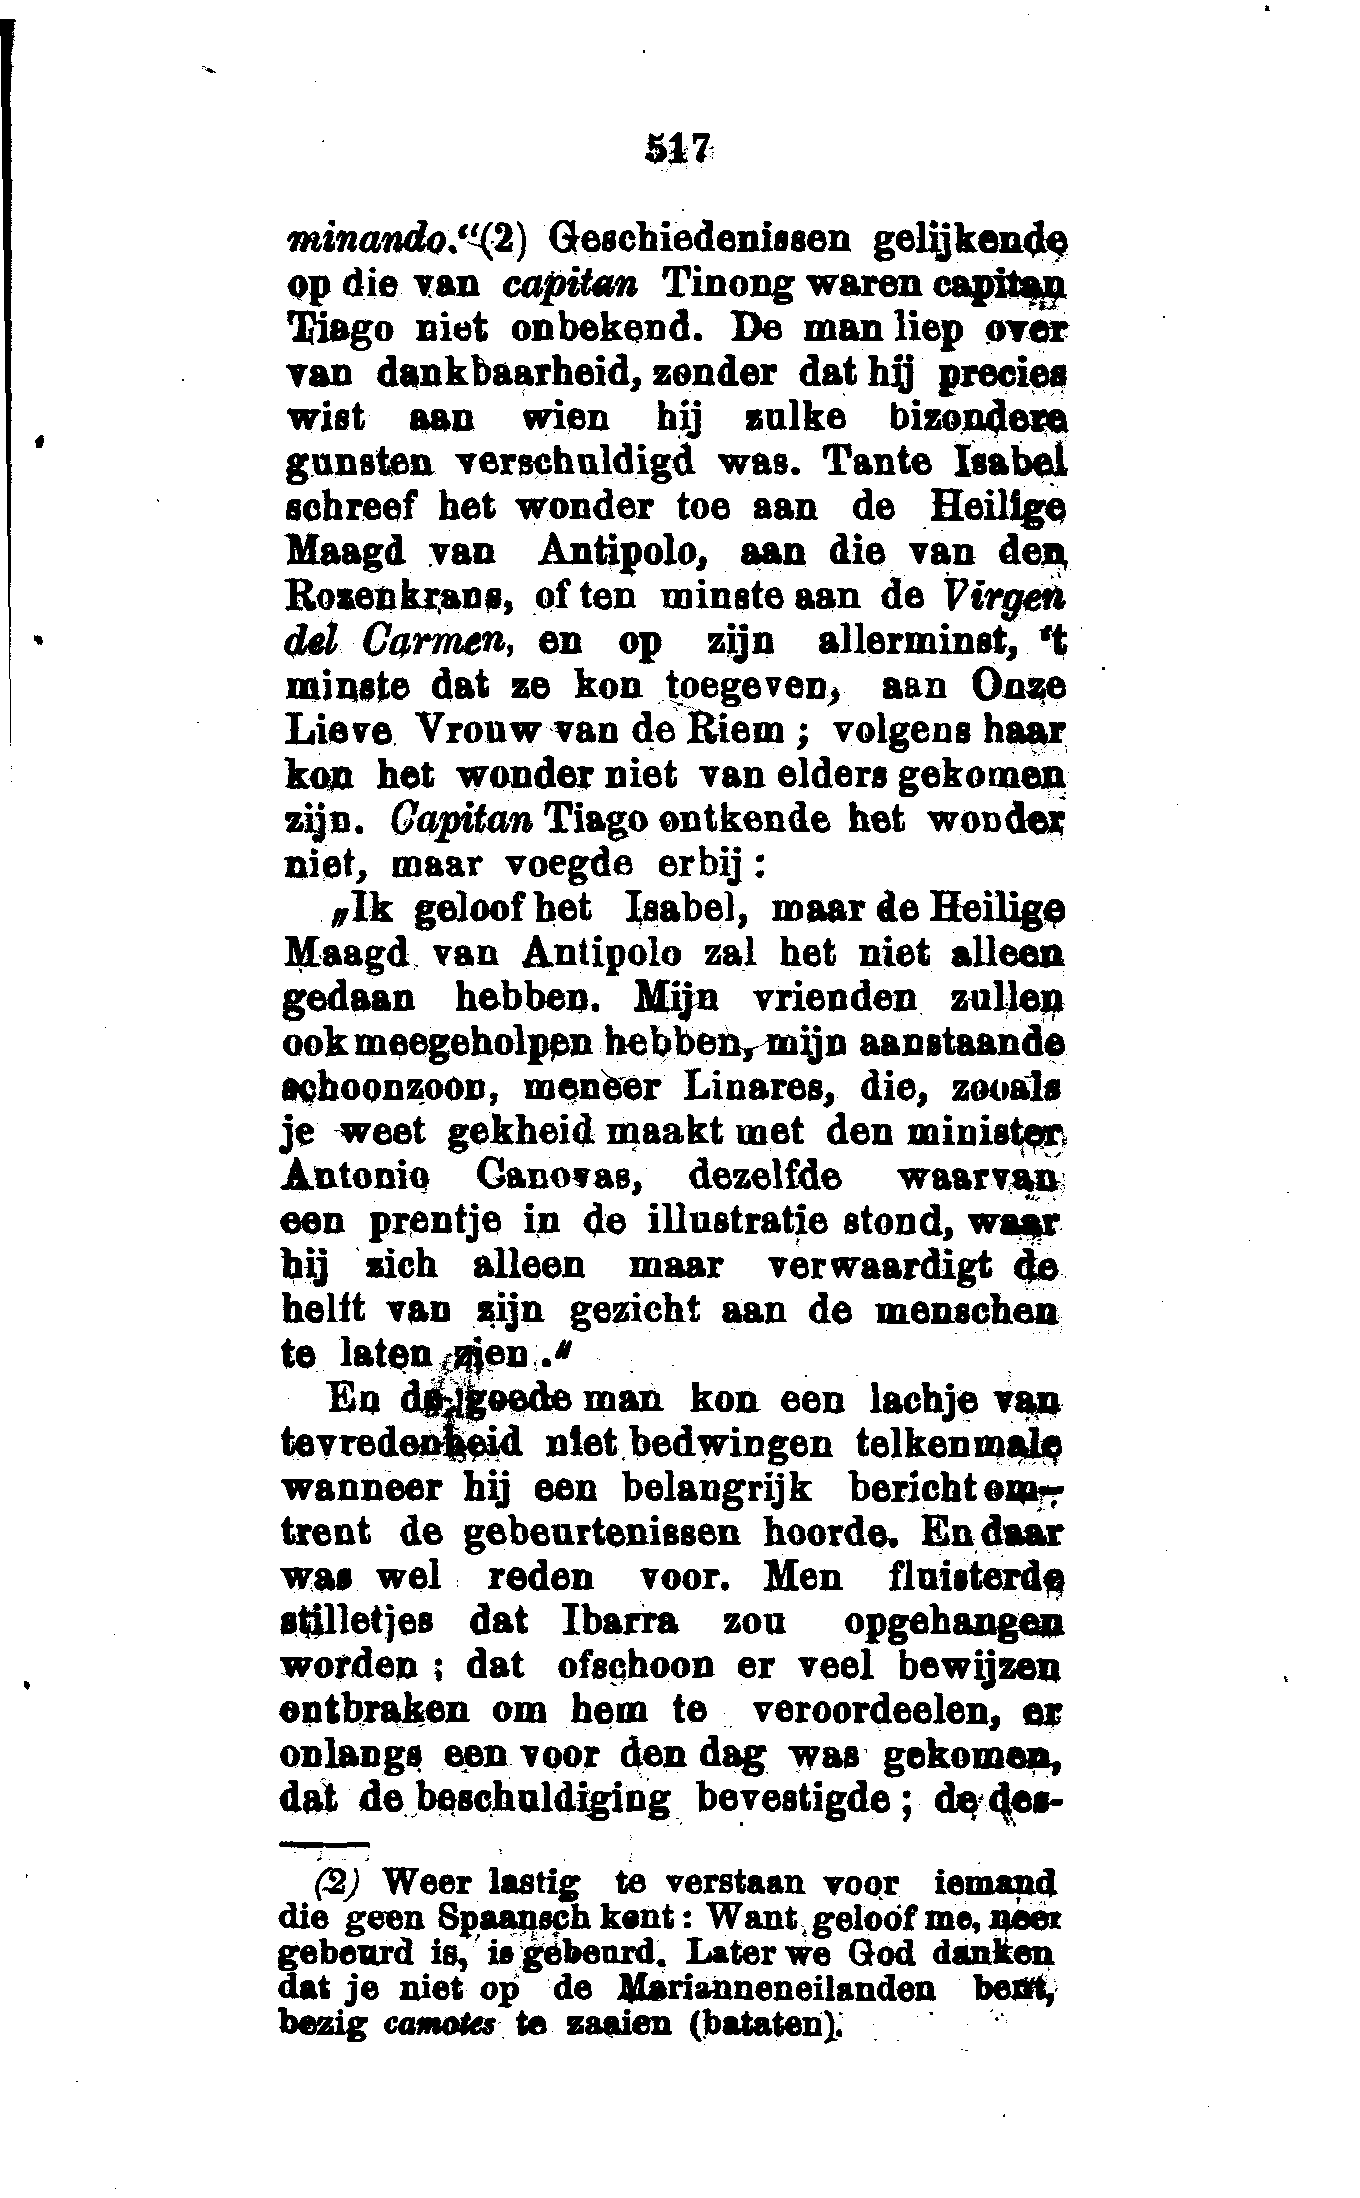 517
minando."(2) Geschiedenissen gelijkende
op die van capitan Tinong waren capitan
Tiago niet onbekend. De man liep over
van dankbaarheid, zonder dat hij precies
wist aan wien hij zulke bizondere
gunsten verschuldigd was. Tante Isabel
schreef het wonder toe aan de Heilige
Maagd van Antipolo, aan die van den
Rozenkrans, of ten minste aan de Virgen
del Carmen, en op zijn allerminst, 't
minste dat ze kon toegeven, aan Onze
Lieve Vrouw van de Riem ; volgens haar
kon het wonder niet van elders gekomen
zijn. Capitan Tiago ontkende het wonder
niet, maar voegde erbij :
„Ik geloof het Isabel, maar de Heilige
Maagd van Antipolo zal het niet alleen
gedaan hebben. Mijn vrienden zullen
ook meegeholpen hebben, mijn aanstaande
schoonzoon, meneer Linares, die, zooals
je weet gekheid maakt met den minister
Antonio Canovas, dezelfde waarvan
een prentje in de illustratie stond, waar
hij zich alleen maar verwaardigt de
helft van zijn gezicht aan de menschen
te laten zien."
En de goede man kon een lachje van
tevredenheid niet bedwingen telkenmale
wanneer hij een belangrijk bericht om-
trent de gebeurtenissen hoorde. En daar
was wel reden voor. Men fluisterde
stilletjes dat Ibarra zou opgehangen
worden ; dat ofschoon er veel bewijzen
ontbraken om hem te veroordeelen, er
onlangs een voor den dag was gekomen,
dat de beschuldiging bevestigde ; de des-
(2) Weer lastig te verstaan voor iemand
die geen Spaansch kent : Want geloof me, neer
gebeurd is, is gebeurd. Later we God danken
dat je niet op de Marianneneilanden bent,
bezig camotes te zaaien (bataten).